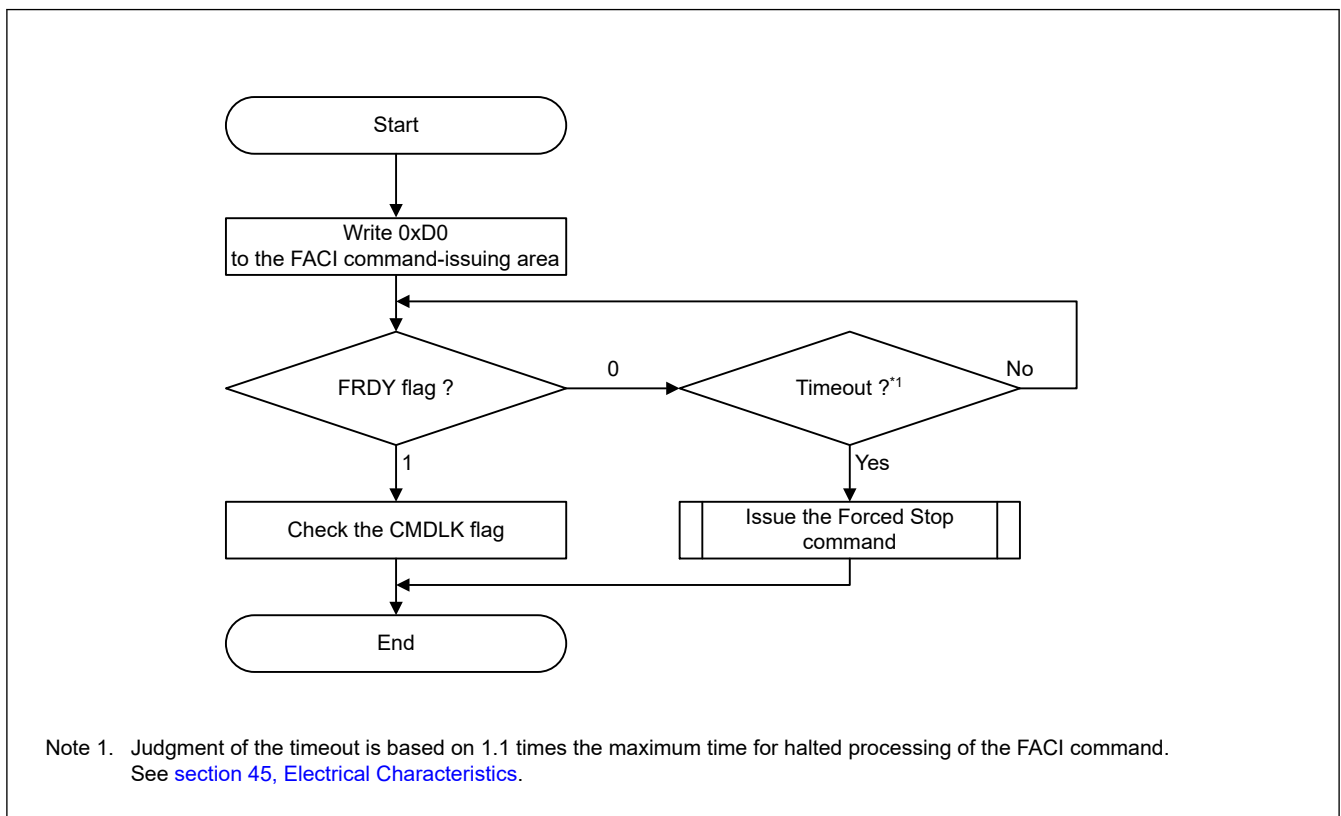 Start
Write 0xD0
to the FACI command-issuing area
FRDY flag ?
0
Timeout ?*1
No
1
Yes
Check the CMDLK flag
Issue the Forced Stop
command
End
Note 1. Judgment of the timeout is based on 1.1 times the maximum time for halted processing of the FACI command.
See section 45, Electrical Characteristics.